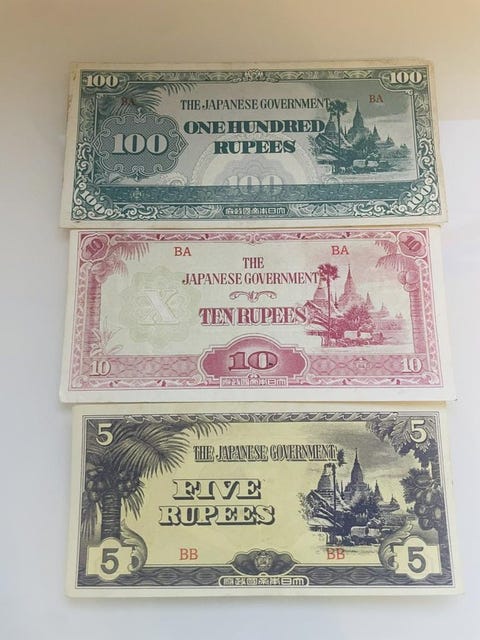 100 100
BA BA
THE JAPANESE GOVERNMENT
100 ONE HUNDRED
RUPEES
100
府政國帝本日大
10 10
BA BA
THE
JAPANESE GOVERNMENT
X TEN RUPEES
10 10 10
府政國帝本日大
5 5
THE JAPANESE GOVERNMENT
FIVE
RUPEES
BB BB
5 5
府政國帝本日大